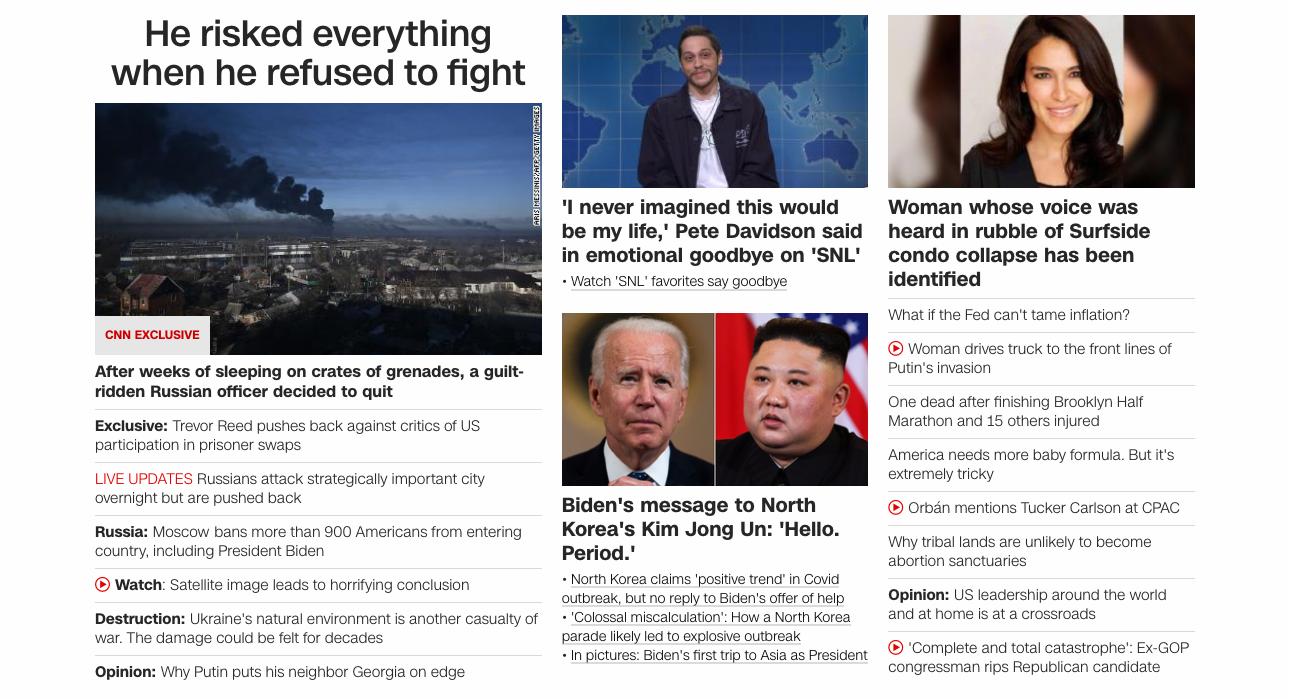 He risked everything
when he refused to fight
ARIS MESSINIS/AFP/GETTY IMAGES
CNN EXCLUSIVE
After weeks of sleeping on crates of grenades, a guilt-
ridden Russian officer decided to quit
Exclusive: Trevor Reed pushes back against critics of US
participation in prisoner swaps
LIVE UPDATES Russians attack strategically important city
overnight but are pushed back
Russia: Moscow bans more than 900 Americans from entering
country, including President Biden
Watch: Satellite image leads to horrifying conclusion
Destruction: Ukraine's natural environment is another casualty of
war. The damage could be felt for decades
Opinion: Why Putin puts his neighbor Georgia on edge
'I never imagined this would
be my life,' Pete Davidson said
in emotional goodbye on 'SNL'
• Watch 'SNL' favorites say goodbye
Biden's message to North
Korea's Kim Jong Un: 'Hello.
Period.'
• North Korea claims 'positive trend' in Covid
outbreak, but no reply to Biden's offer of help
• 'Colossal miscalculation': How a North Korea
parade likely led to explosive outbreak
• In pictures: Biden's first trip to Asia as President
Woman whose voice was
heard in rubble of Surfside
condo collapse has been
identified
What if the Fed can't tame inflation?
Woman drives truck to the front lines of
Putin's invasion
One dead after finishing Brooklyn Half
Marathon and 15 others injured
America needs more baby formula. But it's
extremely tricky
Orbán mentions Tucker Carlson at CPAC
Why tribal lands are unlikely to become
abortion sanctuaries
Opinion: US leadership around the world
and at home is at a crossroads
'Complete and total catastrophe': Ex-GOP
congressman rips Republican candidate